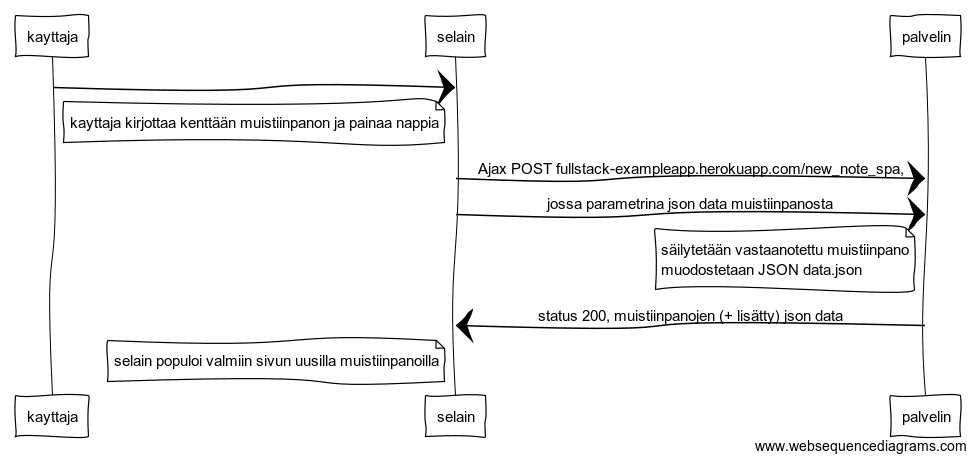 kayttaja selain palvelin
kayttaja kirjottaa kenttään muistiinpanon ja painaa nappia
Ajax POST fullstack-exampleapp.herokuapp.com/new_note_spa,
jossa parametrina json data muistiinpanosta
säilytetään vastaanotettu muistiinpano
muodostetaan JSON data.json
status 200, muistiinpanojen (+ lisätty) json data
selain populoi valmiin sivun uusilla muistiinpanoilla
kayttaja selain palvelin
www.websequencediagrams.com